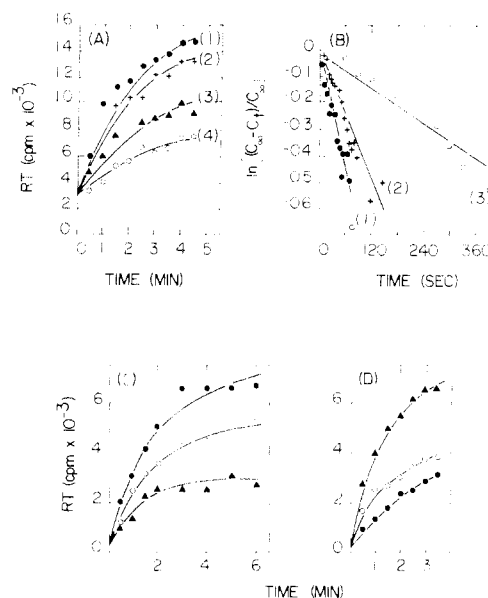 (A)
16
14
12
10
8
6
4
2
0
RT (cpm x 10-3)
(1)
(2)
(3)
(4)
0 1 2 3 4 5
TIME (MIN)
(B)
0
-0.1
-0.2
-0.3
-0.4
-0.5
-0.6
ln (C∞-Ct)/C∞
(1)
(2)
(3)
0 120 240 360
TIME (SEC)
(C)
6
4
2
0
RT (cpm x 10-3)
0 2 4 6
(D)
6
4
2
0
0 1 2 3
TIME (MIN)